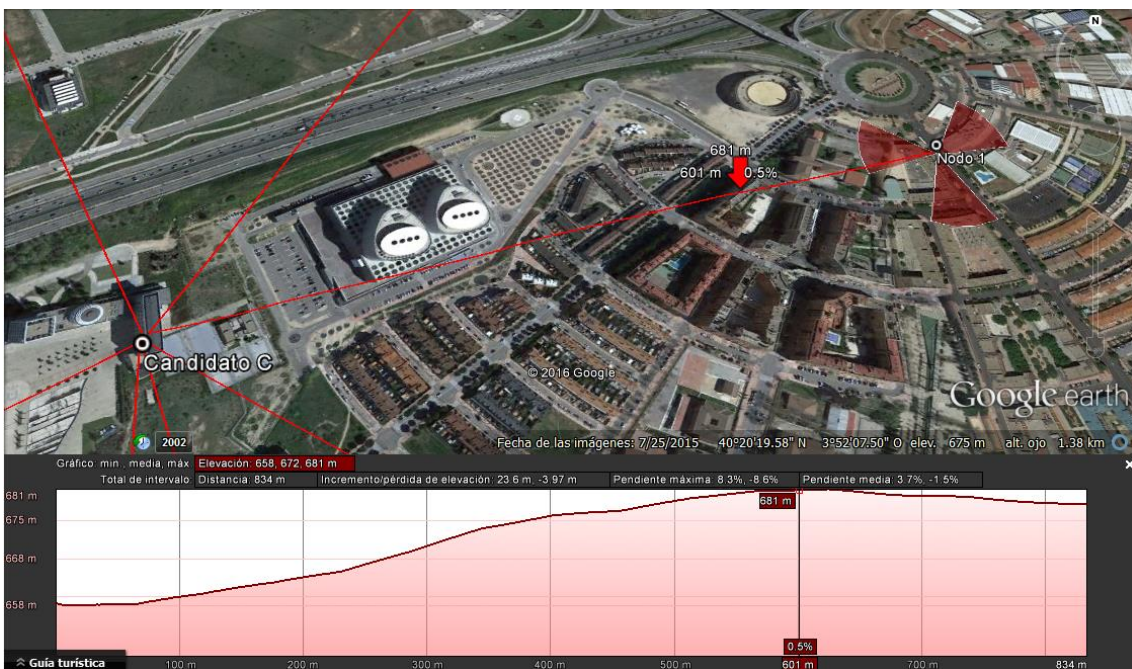 N
681 m
601 m 0.5%
Nodo 1
Candidato C
© 2016 Google
Google earth
2002
Fecha de las imágenes: 7/25/2015 40°20'19.58" N 3°52'07.50" O elev. 675 m alt. ojo 1.38 km
Gráfico: min., media, máx. Elevación: 658, 672, 681 m
Total de intervalo: Distancia: 834 m Incremento/pérdida de elevación: 23.6 m, -3.97 m Pendiente máxima: 8.3%, -8.6% Pendiente media: 3.7%, -1.5%
681 m
681 m
675 m
668 m
658 m
0.5%
Guía turística 100 m 200 m 300 m 400 m 500 m 601 m 700 m 834 m